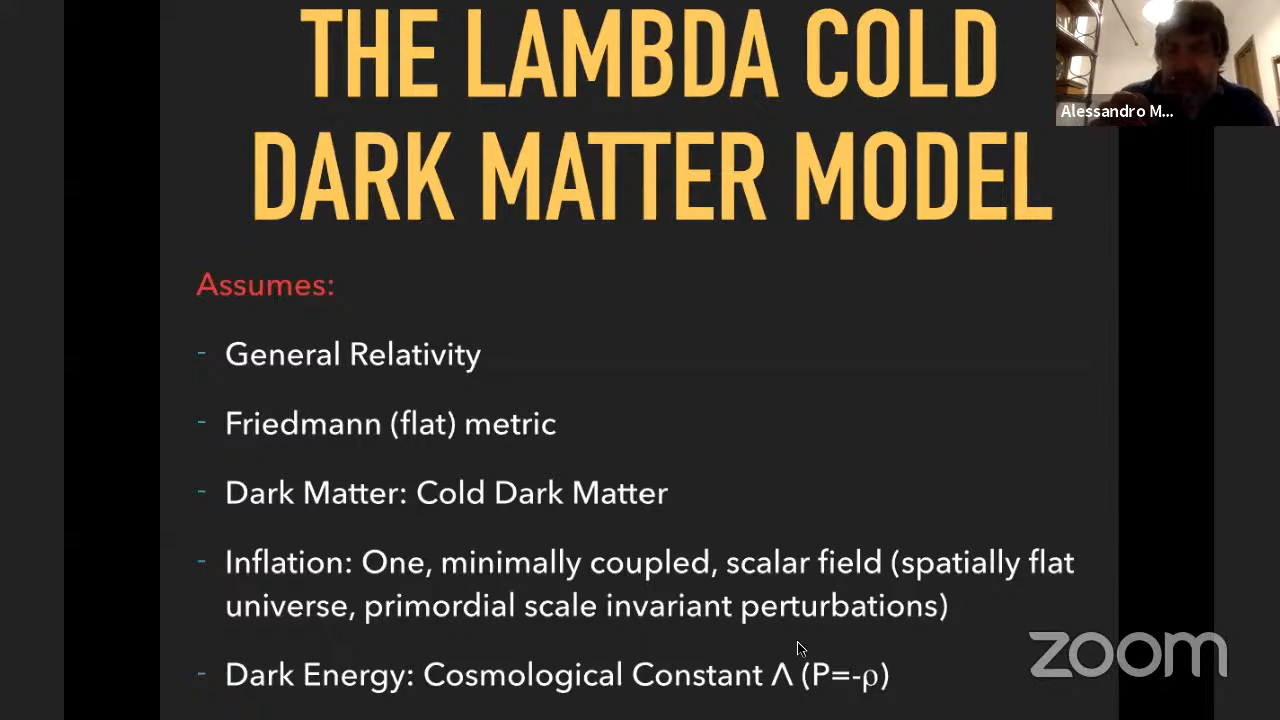 THE LAMBDA COLD
DARK MATTER MODEL
Alessandro M...
Assumes:
- General Relativity
- Friedmann (flat) metric
- Dark Matter: Cold Dark Matter
- Inflation: One, minimally coupled, scalar field (spatially flat
universe, primordial scale invariant perturbations)
- Dark Energy: Cosmological Constant Λ (P=-ρ)
zoom